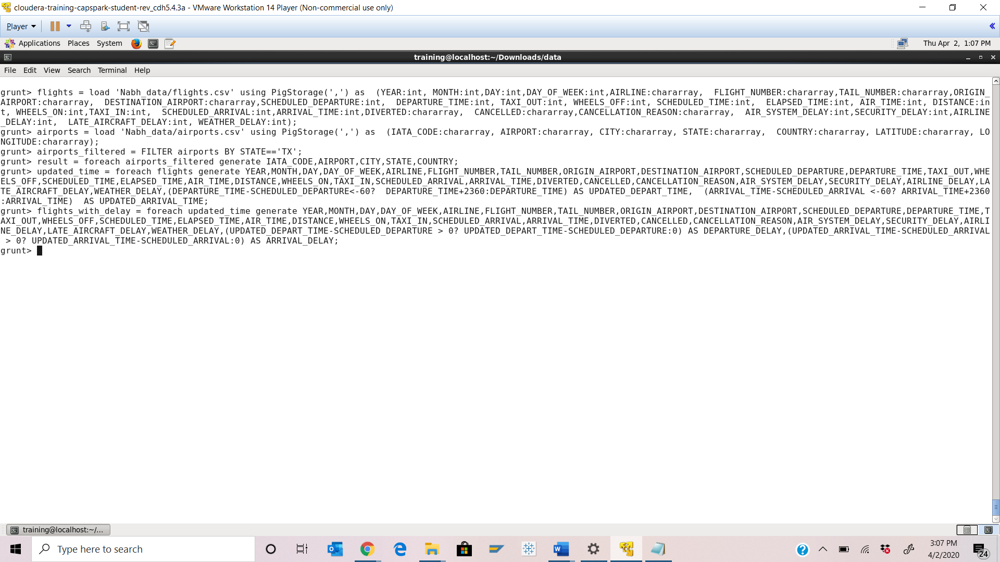 cloudera-training-capspark-student-rev_cdh5.4.3a - VMware Workstation 14 Player (Non-commercial use only)
Player
Applications Places System Thu Apr 2, 1:07 PM
training@localhost:~/Downloads/data
File Edit View Search Terminal Help
grunt> flights = load 'Nabh_data/flights.csv' using PigStorage(',') as  (YEAR:int, MONTH:int,DAY:int,DAY_OF_WEEK:int,AIRLINE:chararray,  FLIGHT_NUMBER:chararray,TAIL_NUMBER:chararray,ORIGIN_
AIRPORT:chararray,  DESTINATION_AIRPORT:chararray,SCHEDULED_DEPARTURE:int,  DEPARTURE_TIME:int, TAXI_OUT:int, WHEELS_OFF:int, SCHEDULED_TIME:int,  ELAPSED_TIME:int, AIR_TIME:int, DISTANCE:in
t, WHEELS_ON:int,TAXI_IN:int,  SCHEDULED_ARRIVAL:int,ARRIVAL_TIME:int,DIVERTED:chararray,  CANCELLED:chararray,CANCELLATION_REASON:chararray,  AIR_SYSTEM_DELAY:int,SECURITY_DELAY:int,AIRLINE
_DELAY:int,  LATE_AIRCRAFT_DELAY:int, WEATHER_DELAY:int);
grunt> airports = load 'Nabh_data/airports.csv' using PigStorage(',') as  (IATA_CODE:chararray, AIRPORT:chararray, CITY:chararray, STATE:chararray,  COUNTRY:chararray, LATITUDE:chararray, LO
NGITUDE:chararray);
grunt> airports_filtered = FILTER airports BY STATE=='TX';
grunt> result = foreach airports_filtered generate IATA_CODE,AIRPORT,CITY,STATE,COUNTRY;
grunt> updated_time = foreach flights generate YEAR,MONTH,DAY,DAY_OF_WEEK,AIRLINE,FLIGHT_NUMBER,TAIL_NUMBER,ORIGIN_AIRPORT,DESTINATION_AIRPORT,SCHEDULED_DEPARTURE,DEPARTURE_TIME,TAXI_OUT,WHE
ELS_OFF,SCHEDULED_TIME,ELAPSED_TIME,AIR_TIME,DISTANCE,WHEELS_ON,TAXI_IN,SCHEDULED_ARRIVAL,ARRIVAL_TIME,DIVERTED,CANCELLED,CANCELLATION_REASON,AIR_SYSTEM_DELAY,SECURITY_DELAY,AIRLINE_DELAY,LA
TE_AIRCRAFT_DELAY,WEATHER_DELAY,(DEPARTURE_TIME-SCHEDULED_DEPARTURE<-60?  DEPARTURE_TIME+2360:DEPARTURE_TIME) AS UPDATED_DEPART_TIME,  (ARRIVAL_TIME-SCHEDULED_ARRIVAL <-60? ARRIVAL_TIME+2360
:ARRIVAL_TIME)  AS UPDATED_ARRIVAL_TIME;
grunt> flights_with_delay = foreach updated_time generate YEAR,MONTH,DAY,DAY_OF_WEEK,AIRLINE,FLIGHT_NUMBER,TAIL_NUMBER,ORIGIN_AIRPORT,DESTINATION_AIRPORT,SCHEDULED_DEPARTURE,DEPARTURE_TIME,T
AXI_OUT,WHEELS_OFF,SCHEDULED_TIME,ELAPSED_TIME,AIR_TIME,DISTANCE,WHEELS_ON,TAXI_IN,SCHEDULED_ARRIVAL,ARRIVAL_TIME,DIVERTED,CANCELLED,CANCELLATION_REASON,AIR_SYSTEM_DELAY,SECURITY_DELAY,AIRLI
NE_DELAY,LATE_AIRCRAFT_DELAY,WEATHER_DELAY,(UPDATED_DEPART_TIME-SCHEDULED_DEPARTURE > 0? UPDATED_DEPART_TIME-SCHEDULED_DEPARTURE:0) AS DEPARTURE_DELAY,(UPDATED_ARRIVAL_TIME-SCHEDULED_ARRIVAL
 > 0? UPDATED_ARRIVAL_TIME-SCHEDULED_ARRIVAL:0) AS ARRIVAL_DELAY;
grunt>
training@localhost:~/...
Type here to search
3:07 PM
4/2/2020
24